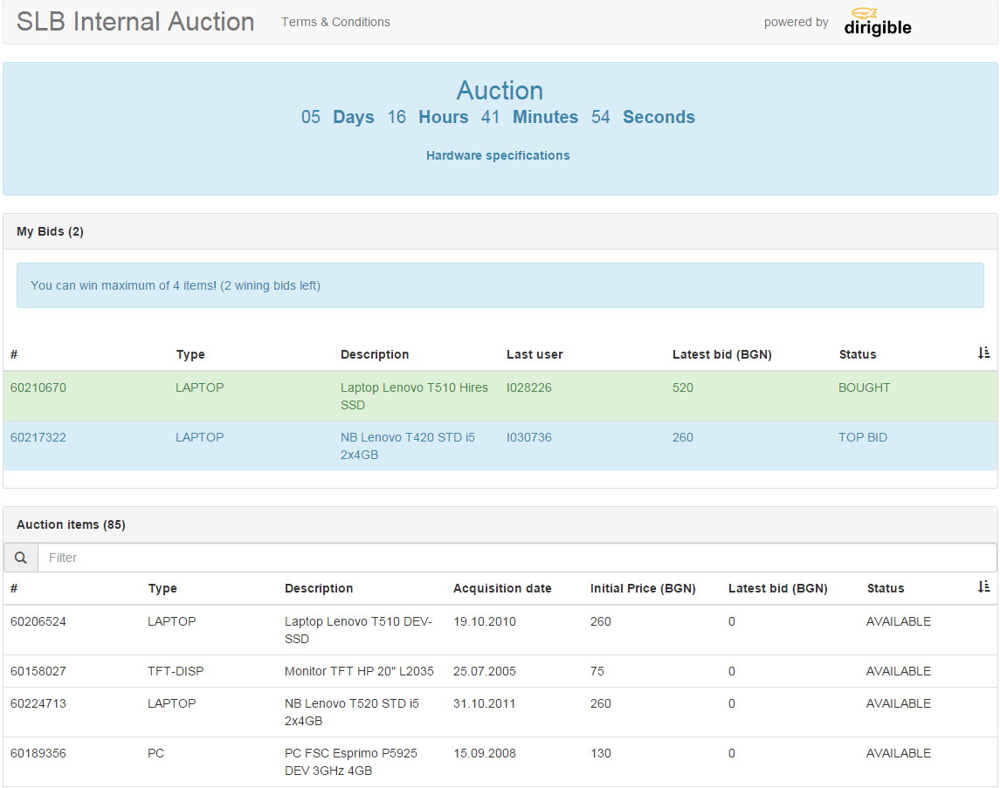 SLB Internal Auction Terms & Conditions powered by dirigible
Auction
05 Days 16 Hours 41 Minutes 54 Seconds
Hardware specifications
My Bids (2)
You can win maximum of 4 items! (2 wining bids left)
# Type Description Last user Latest bid (BGN) Status
60210670 LAPTOP Laptop Lenovo T510 Hires I028226 520 BOUGHT
SSD
60217322 LAPTOP NB Lenovo T420 STD i5 I030736 260 TOP BID
2x4GB
Auction items (85)
Filter
# Type Description Acquisition date Initial Price (BGN) Latest bid (BGN) Status
60206524 LAPTOP Laptop Lenovo T510 DEV- 19.10.2010 260 0 AVAILABLE
SSD
60158027 TFT-DISP Monitor TFT HP 20" L2035 25.07.2005 75 0 AVAILABLE
60224713 LAPTOP NB Lenovo T520 STD i5 31.10.2011 260 0 AVAILABLE
2x4GB
60189356 PC PC FSC Esprimo P5925 15.09.2008 130 0 AVAILABLE
DEV 3GHz 4GB